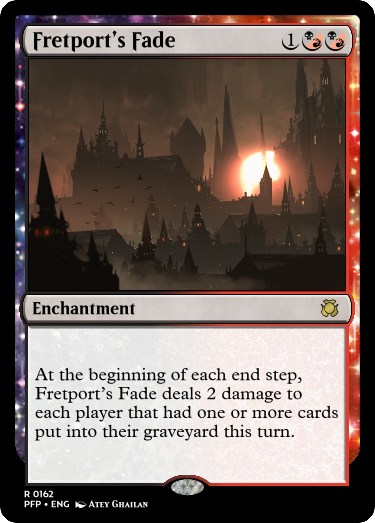 Fretport's Fade 1
Enchantment
At the beginning of each end step,
Fretport's Fade deals 2 damage to
each player that had one or more cards
put into their graveyard this turn.
R 0162
PFP • ENG Atey Ghailan